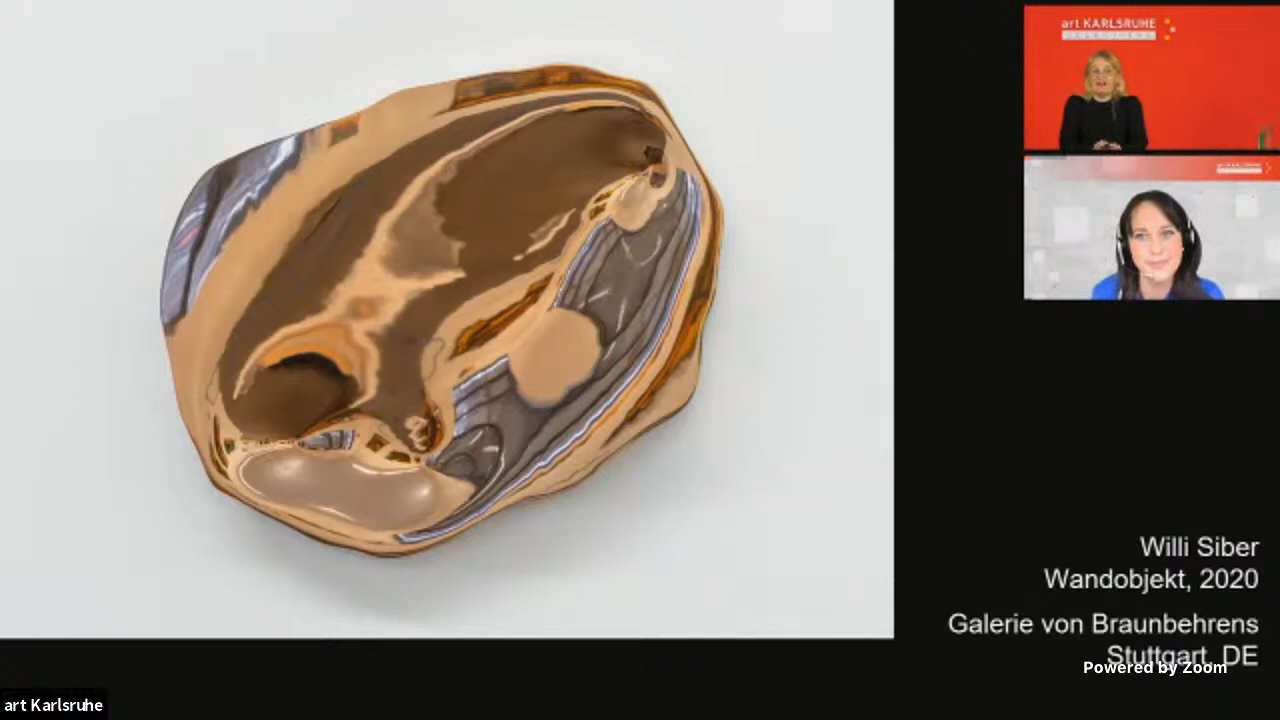 art KARLSRUHE
Willi Siber
Wandobjekt, 2020
Galerie von Braunbehrens
Stuttgart, DE
Powered by Zoom
art Karlsruhe